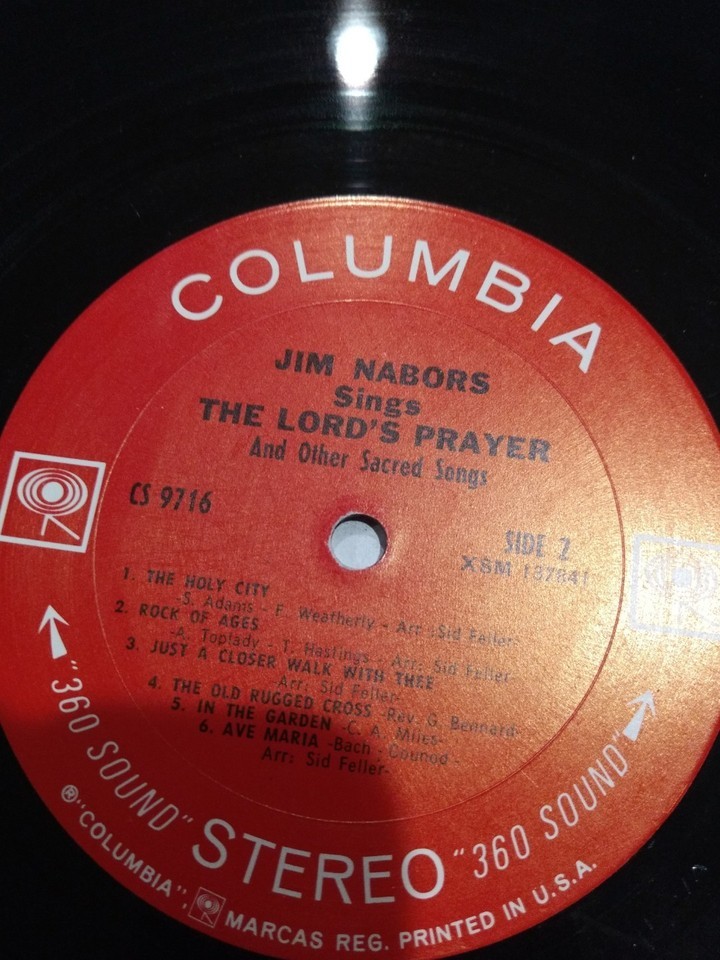 COLUMBIA
JIM NABORS
Sings
THE LORD'S PRAYER
And Other Sacred Songs
CS 9716
SIDE 2
XSM 137841
1. THE HOLY CITY
-S. Adams - F. Weatherly - Arr: Sid Feller-
2. ROCK OF AGES
-A. Toplady - T. Hastings - Arr: Sid Feller-
3. JUST A CLOSER WALK WITH THEE
Arr: Sid Feller-
4. THE OLD RUGGED CROSS -Rev. G. Bennard-
5. IN THE GARDEN -C. A. Miles-
6. AVE MARIA -Bach - Gounod-
Arr: Sid Feller-
"360 SOUND" STEREO "360 SOUND"
®"COLUMBIA", MARCAS REG. PRINTED IN U.S.A.